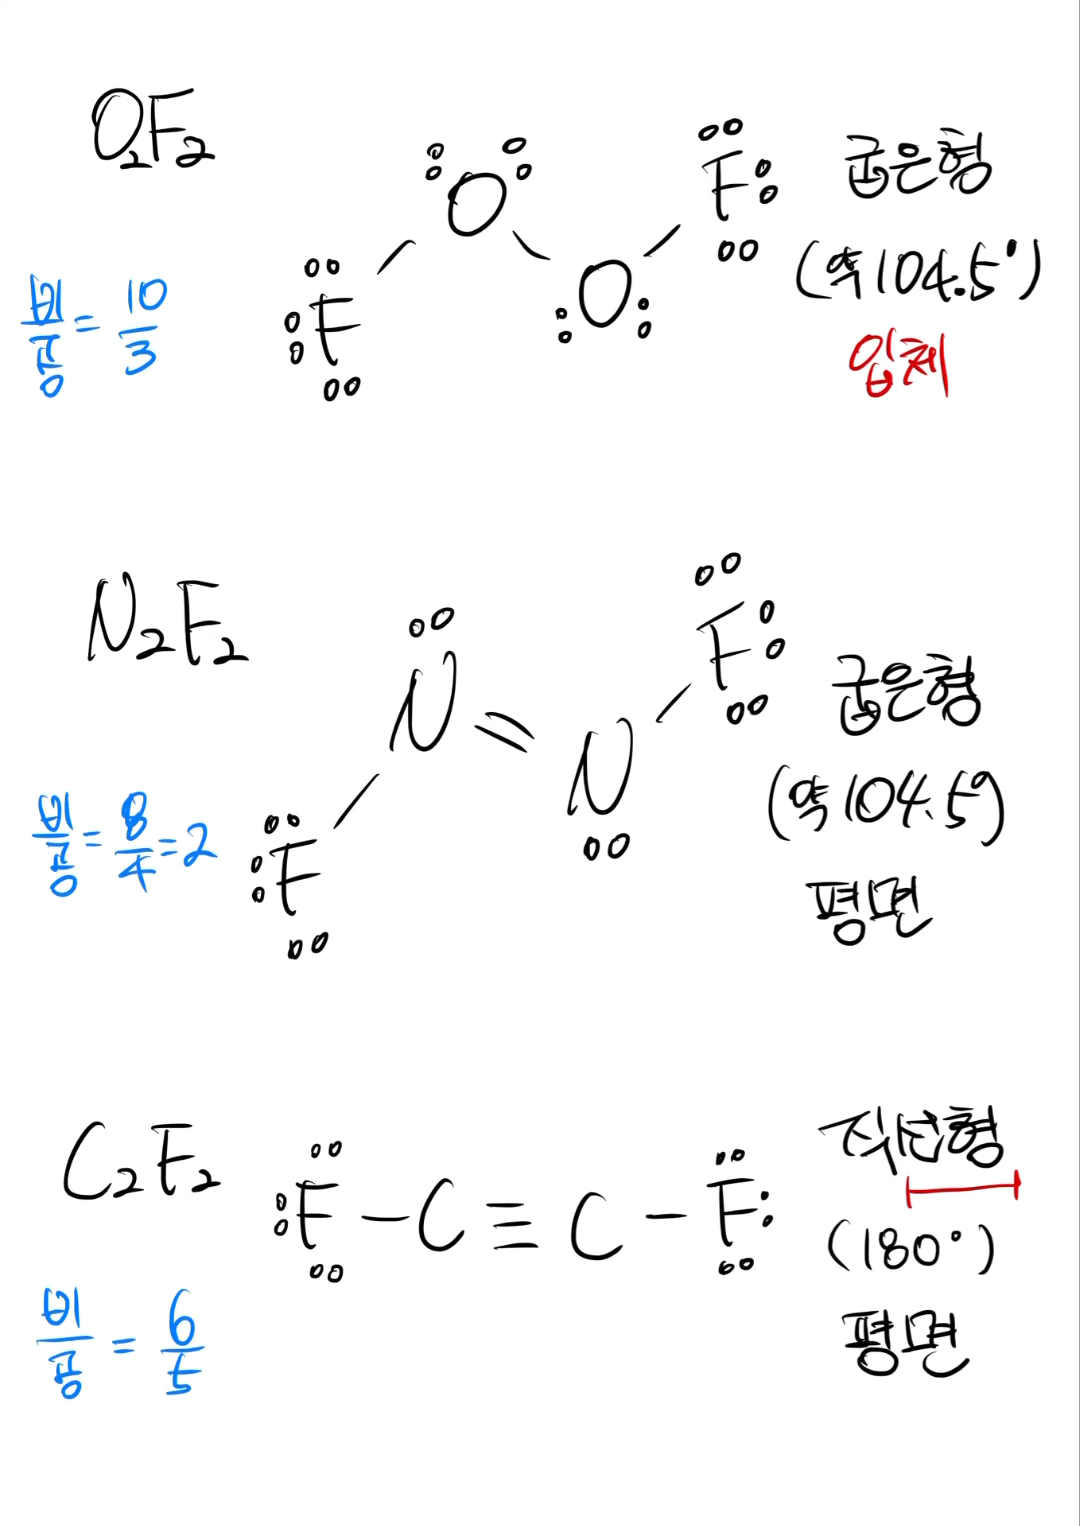 O₂F₂
굽은형
(약104.5°)
입체
비/공 = 10/3
F O O F
N₂F₂
굽은형
(약104.5°)
평면
비/공 = 8/4 = 2
F N = N F
C₂F₂
직선형
(180°)
평면
비/공 = 6/5
F - C ≡ C - F